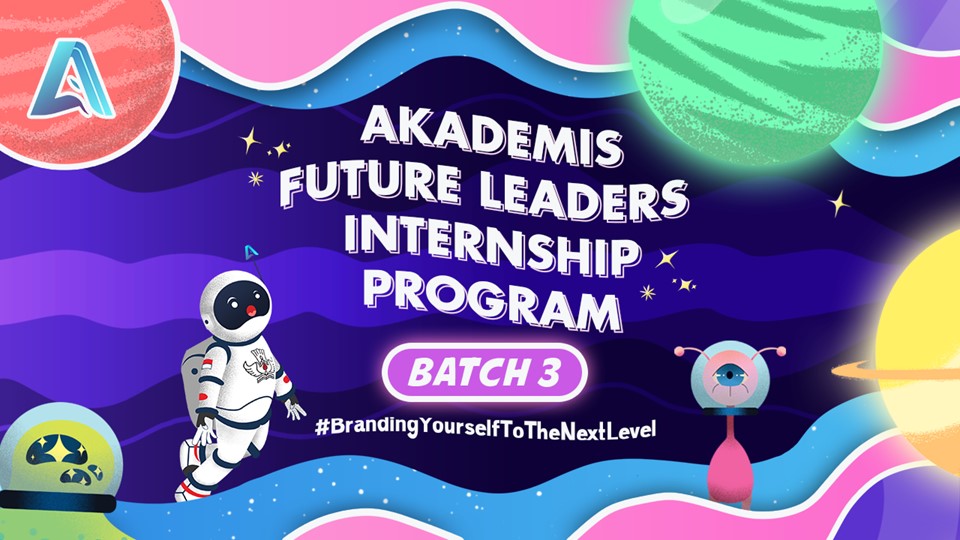 AKADEMIS
FUTURE LEADERS
INTERNSHIP
PROGRAM
BATCH 3
#BrandingYourselfToTheNextLevel